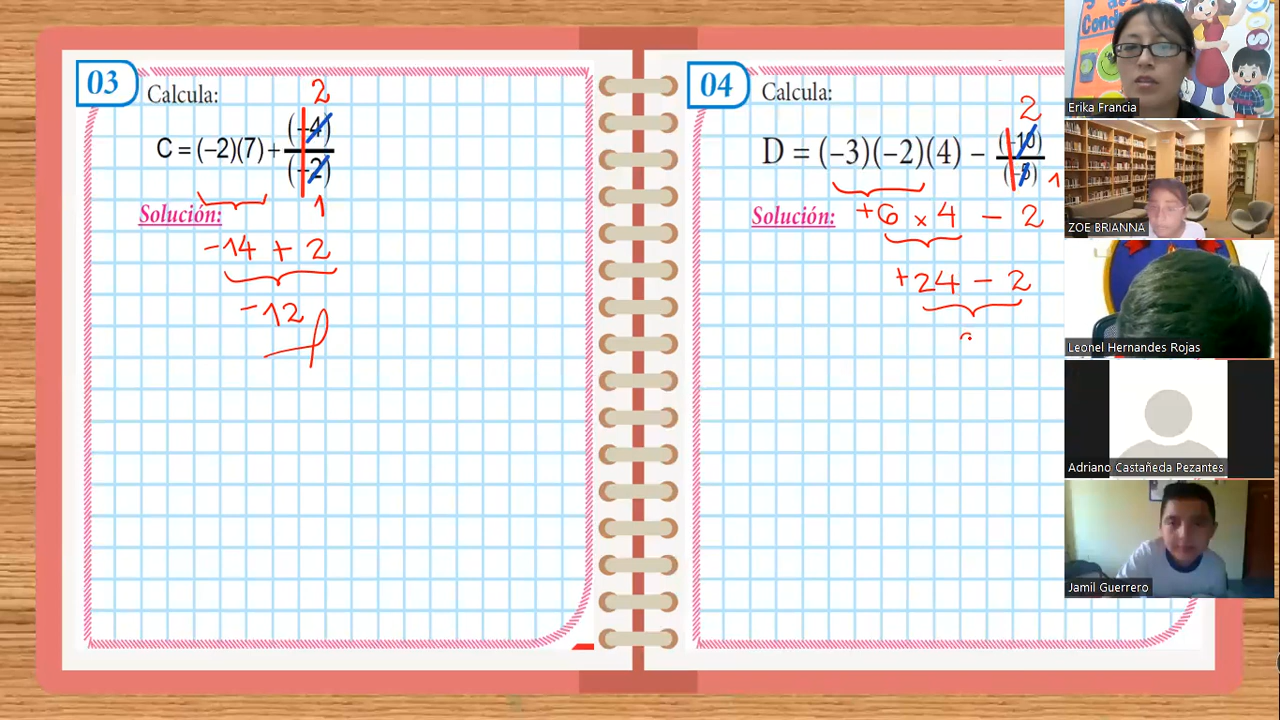 03
Calcula:
2
C = (–2)(7) + (–4)/(–2)
1
Solución:
-14 + 2
-12
04
Calcula:
2
D = (–3)(–2)(4) – (–10)/(–5)
1
Solución: +6 x 4 - 2
+24 - 2
Erika Francia
ZOE BRIANNA
Leonel Hernandes Rojas
Adriano Castañeda Pezantes
Jamil Guerrero